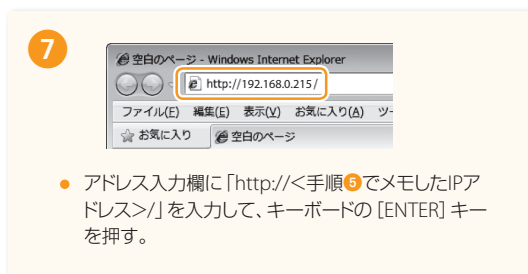 7
空白のページ - Windows Internet Explorer
http://192.168.0.215/
ファイル(F) 編集(E) 表示(V) お気に入り(A) ツー
お気に入り 空白のページ
● アドレス入力欄に「http://<手順❺でメモしたIPア
ドレス>/」を入力して、キーボードの［ENTER］キー
を押す。